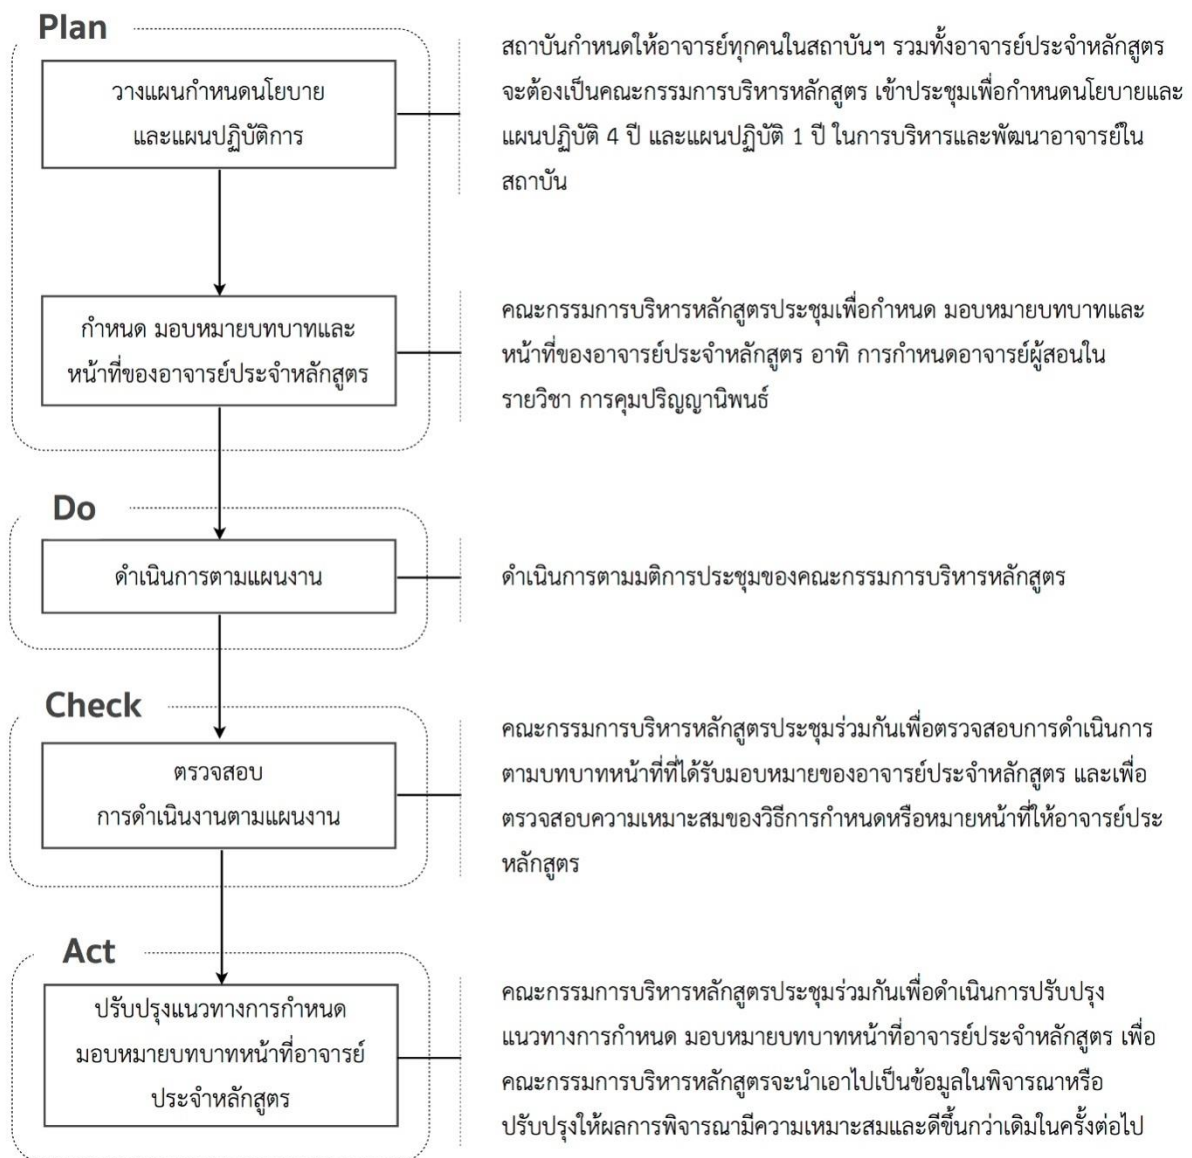 Plan
วางแผนกำหนดนโยบาย
และแผนปฏิบัติการ
สถาบันกำหนดให้อาจารย์ทุกคนในสถาบันฯ รวมทั้งอาจารย์ประจำหลักสูตร
จะต้องเป็นคณะกรรมการบริหารหลักสูตร เข้าประชุมเพื่อกำหนดนโยบายและ
แผนปฏิบัติ 4 ปี และแผนปฏิบัติ 1 ปี ในการบริหารและพัฒนาอาจารย์ใน
สถาบัน
กำหนด มอบหมายบทบาทและ
หน้าที่ของอาจารย์ประจำหลักสูตร
คณะกรรมการบริหารหลักสูตรประชุมเพื่อกำหนด มอบหมายบทบาทและ
หน้าที่ของอาจารย์ประจำหลักสูตร อาทิ การกำหนดอาจารย์ผู้สอนใน
รายวิชา การคุมปริญญานิพนธ์
Do
ดำเนินการตามแผนงาน
ดำเนินการตามมติการประชุมของคณะกรรมการบริหารหลักสูตร
Check
ตรวจสอบ
การดำเนินงานตามแผนงาน
คณะกรรมการบริหารหลักสูตรประชุมร่วมกันเพื่อตรวจสอบการดำเนินการ
ตามบทบาทหน้าที่ที่ได้รับมอบหมายของอาจารย์ประจำหลักสูตร และเพื่อ
ตรวจสอบความเหมาะสมของวิธีการกำหนดหรือหมายหน้าที่ให้อาจารย์ประ
หลักสูตร
Act
ปรับปรุงแนวทางการกำหนด
มอบหมายบทบาทหน้าที่อาจารย์
ประจำหลักสูตร
คณะกรรมการบริหารหลักสูตรประชุมร่วมกันเพื่อดำเนินการปรับปรุง
แนวทางการกำหนด มอบหมายบทบาทหน้าที่อาจารย์ประจำหลักสูตร เพื่อ
คณะกรรมการบริหารหลักสูตรจะนำเอาไปเป็นข้อมูลในพิจารณาหรือ
ปรับปรุงให้ผลการพิจารณามีความเหมาะสมและดีขึ้นกว่าเดิมในครั้งต่อไป